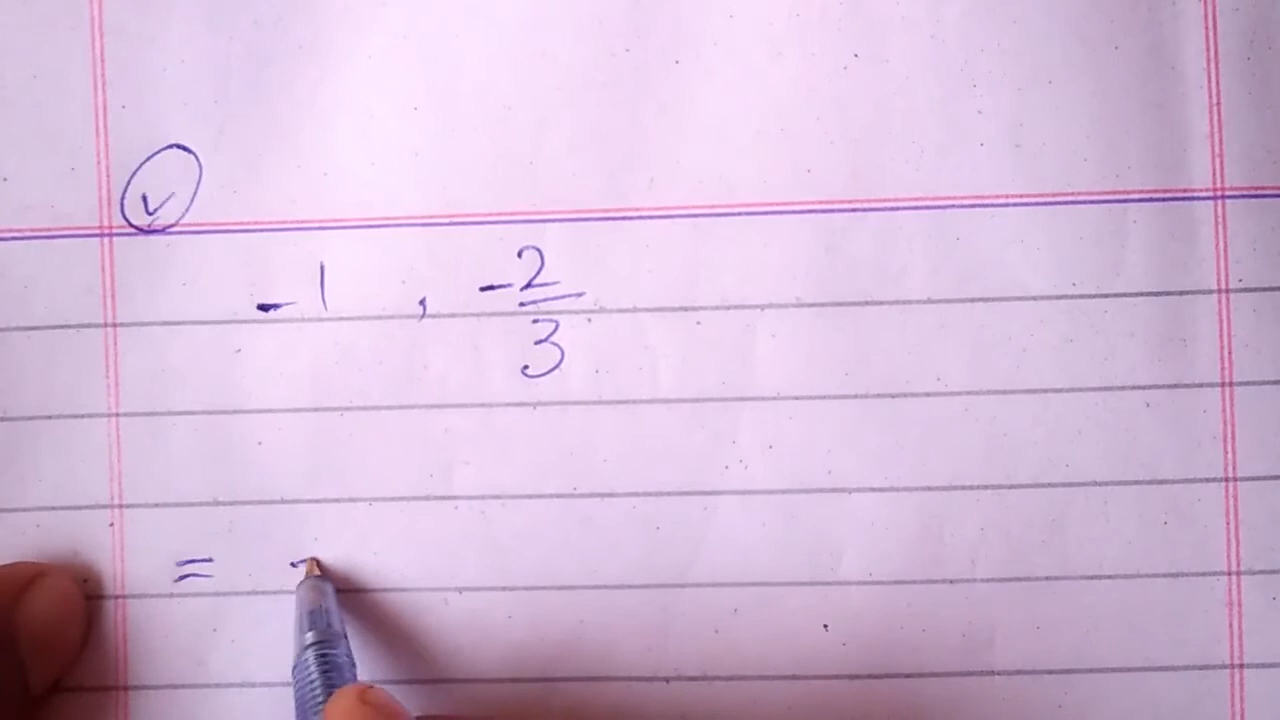 (v)
-1 , -2/3
= -